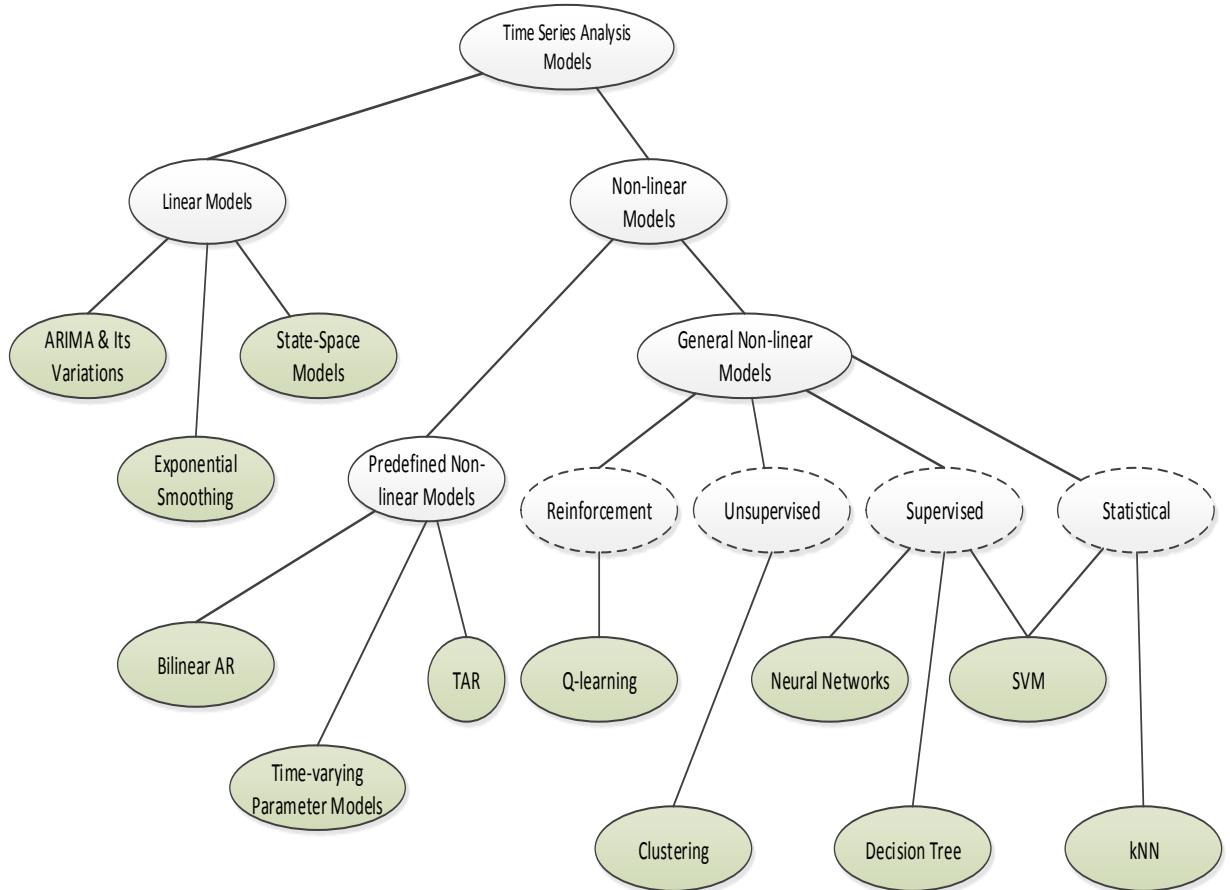 Time Series Analysis
Models
Linear Models
Non-linear
Models
ARIMA & Its
Variations
State-Space
Models
General Non-linear
Models
Exponential
Smoothing
Predefined Non-
linear Models
Reinforcement
Unsupervised
Supervised
Statistical
Bilinear AR
TAR
Q-learning
Neural Networks
SVM
Time-varying
Parameter Models
Clustering
Decision Tree
kNN